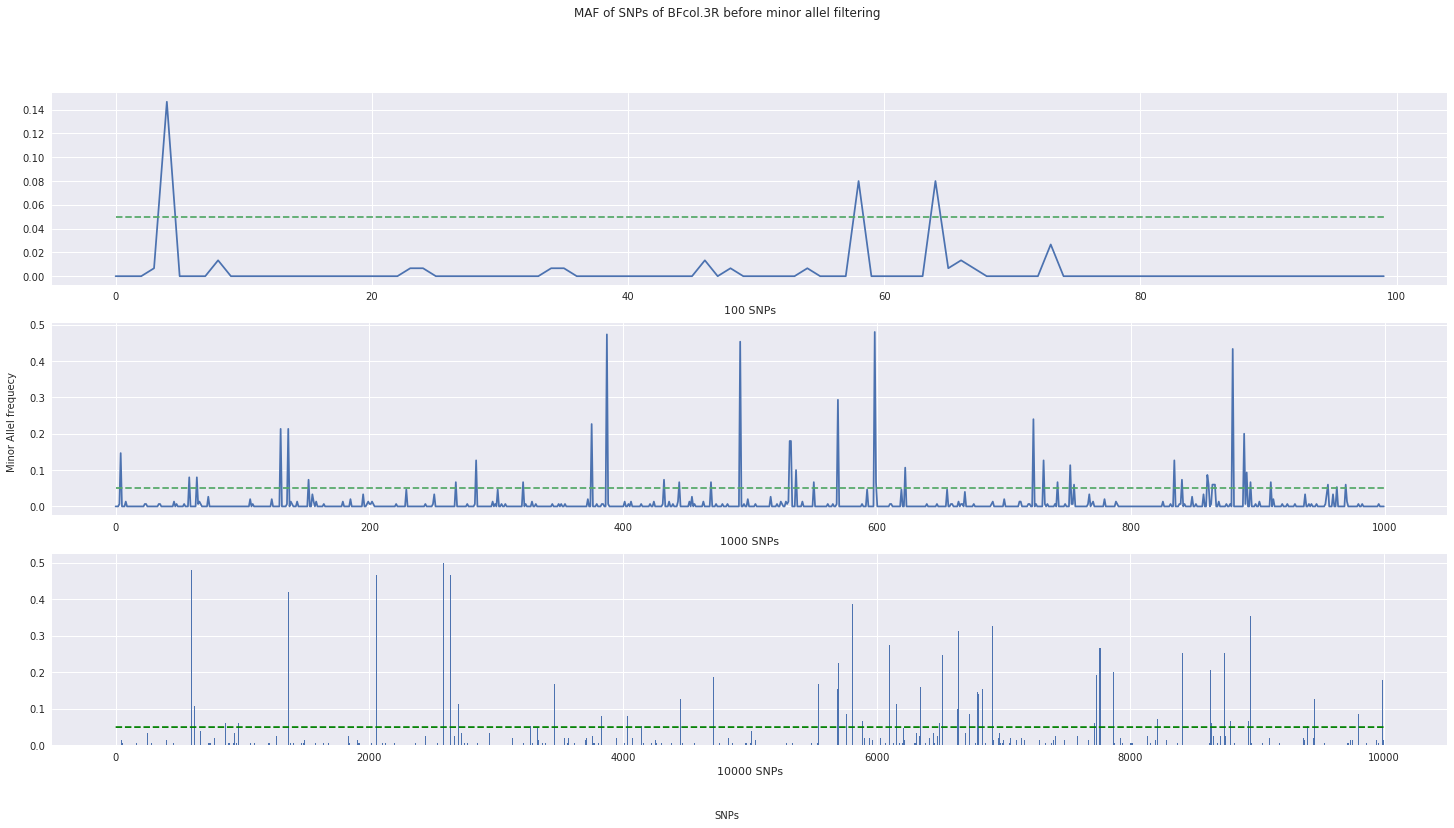 MAF of SNPs of BFcol.3R before minor allel filtering
0.14
0.12
0.10
0.08
0.06
0.04
0.02
0.00
0 20 40 60 80 100
100 SNPs
Minor Allel frequecy
0.5
0.4
0.3
0.2
0.1
0.0
0 200 400 600 800 1000
1000 SNPs
0.5
0.4
0.3
0.2
0.1
0.0
0 2000 4000 6000 8000 10000
10000 SNPs
SNPs